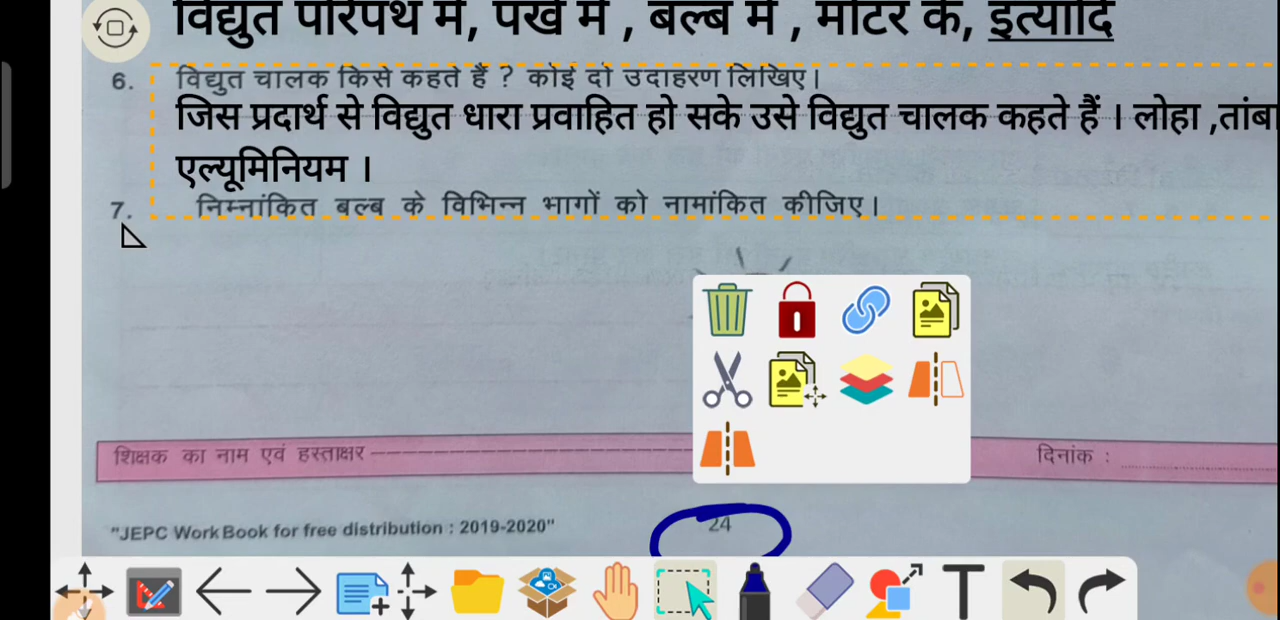 विद्युत परिपथ में, पंखे में , बल्ब में , मोटर के, इत्यादि
6. विद्युत चालक किसे कहते हैं ? कोई दो उदाहरण लिखिए।
जिस प्रदार्थ से विद्युत धारा प्रवाहित हो सके उसे विद्युत चालक कहते हैं । लोहा ,तांबा
एल्यूमिनियम ।
7. निम्नांकित बल्ब के विभिन्न भागों को नामांकित कीजिए।
शिक्षक का नाम एवं हस्ताक्षर
दिनांक :
"JEPC Work Book for free distribution : 2019-2020"
24